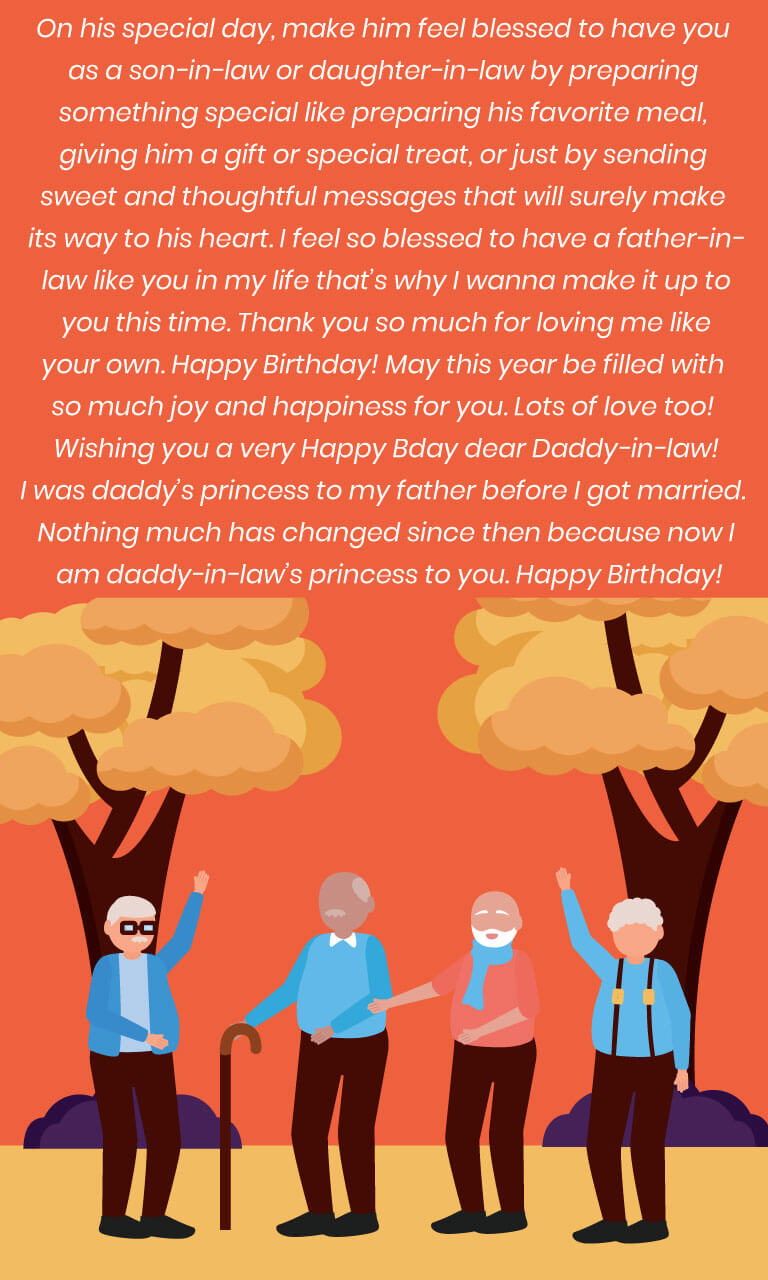 On his special day, make him feel blessed to have you
as a son-in-law or daughter-in-law by preparing
something special like preparing his favorite meal,
giving him a gift or special treat, or just by sending
sweet and thoughtful messages that will surely make
its way to his heart. I feel so blessed to have a father-in-
law like you in my life that’s why I wanna make it up to
you this time. Thank you so much for loving me like
your own. Happy Birthday! May this year be filled with
so much joy and happiness for you. Lots of love too!
Wishing you a very Happy Bday dear Daddy-in-law!
I was daddy’s princess to my father before I got married.
Nothing much has changed since then because now I
am daddy-in-law’s princess to you. Happy Birthday!